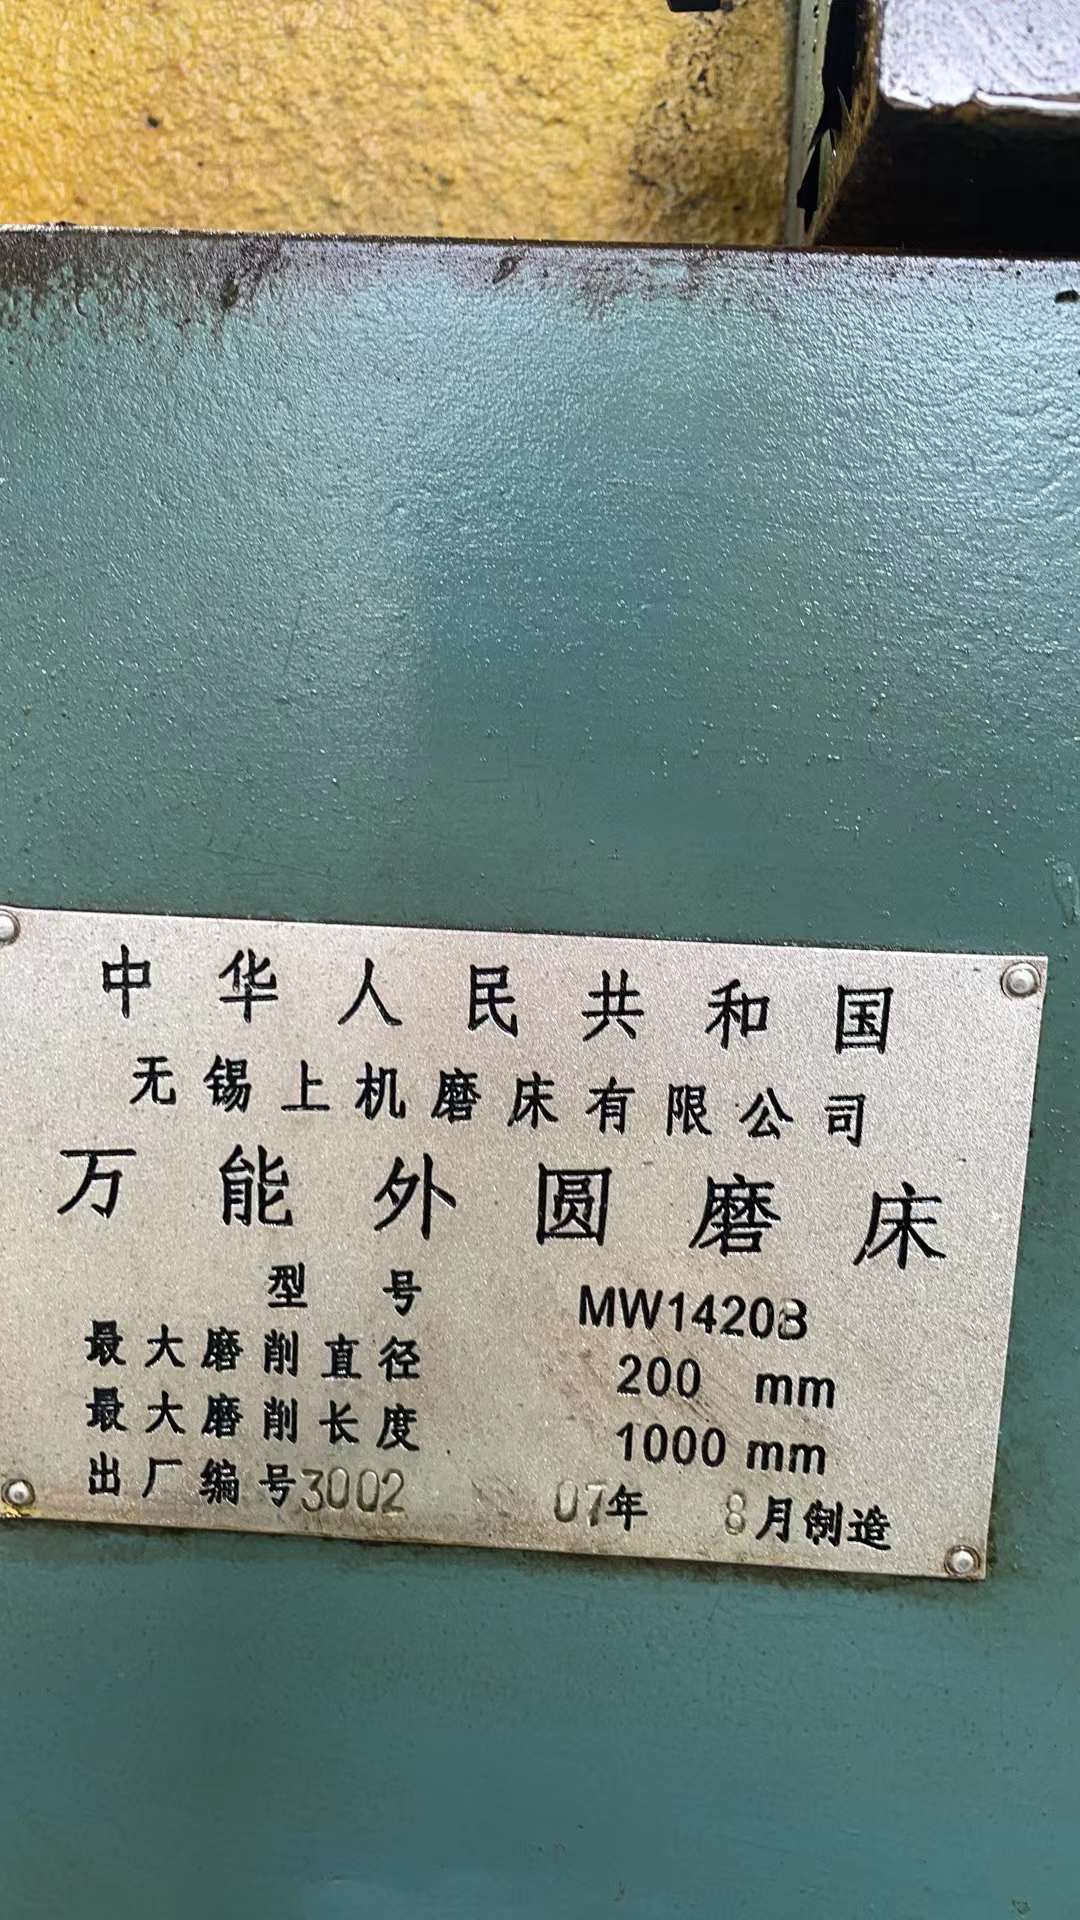 中华人民共和国
无锡上机磨床有限公司
万能外圆磨床
型号 MW1420B
最大磨削直径 200 mm
最大磨削长度 1000 mm
出厂编号3002 07年 8月制造